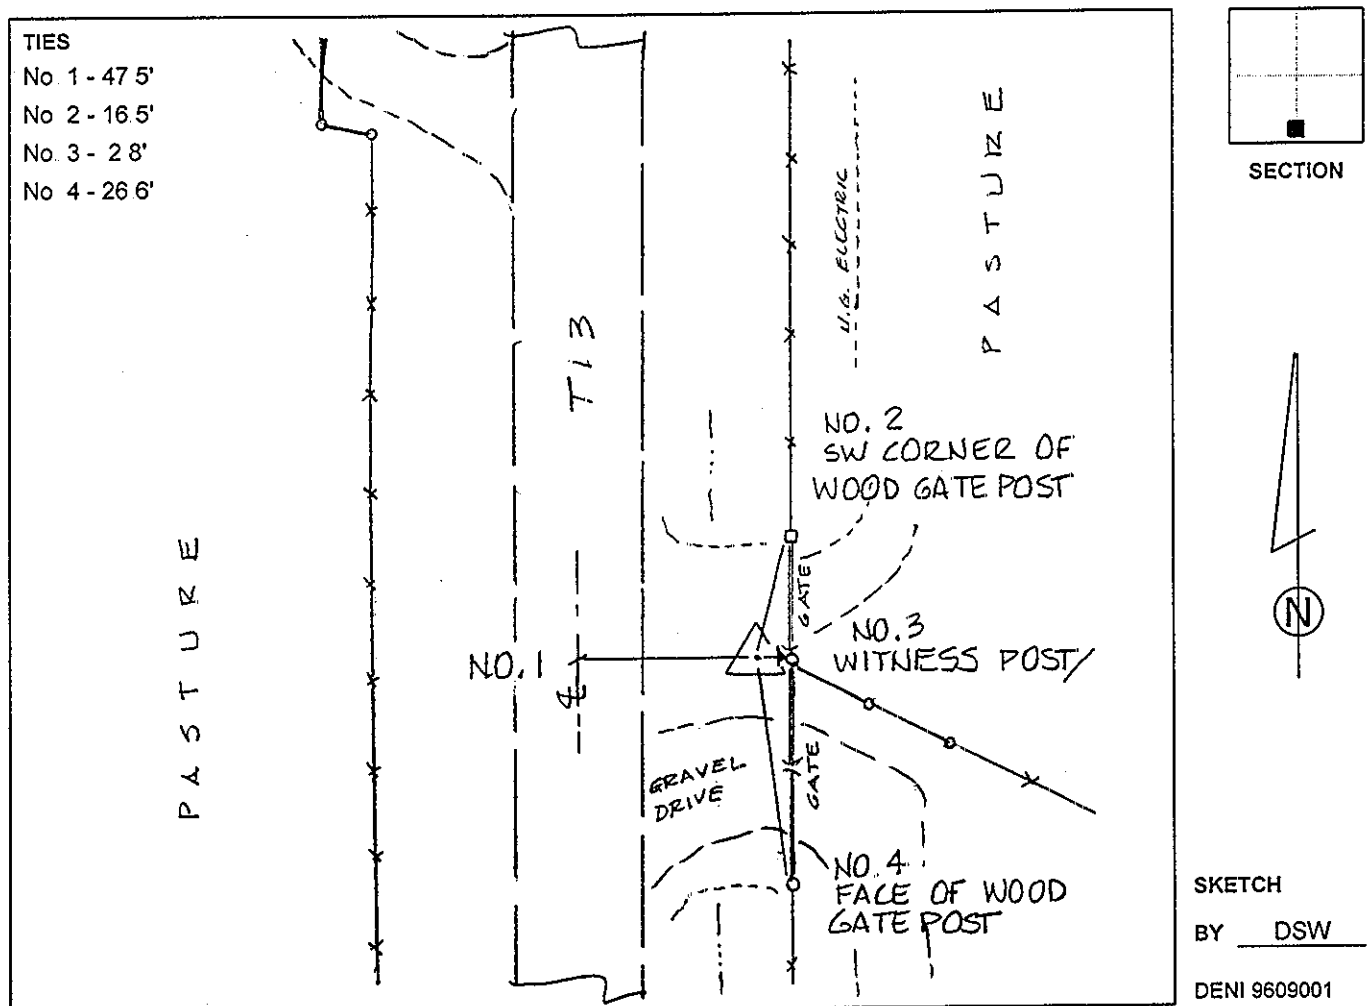 TIES
No. 1 - 47 5'
No 2 - 16.5'
No. 3 - 2 8'
No 4 - 26 6'
SECTION
PASTURE
U.G. ELECTRIC
T13
NO. 2
SW CORNER OF
WOOD GATE POST
GATE
PASTURE
NO. 1
℄
NO. 3
WITNESS POST/
N
GRAVEL
DRIVE
GATE
NO. 4
FACE OF WOOD
GATE POST
SKETCH
BY DSW
DENI 9609001